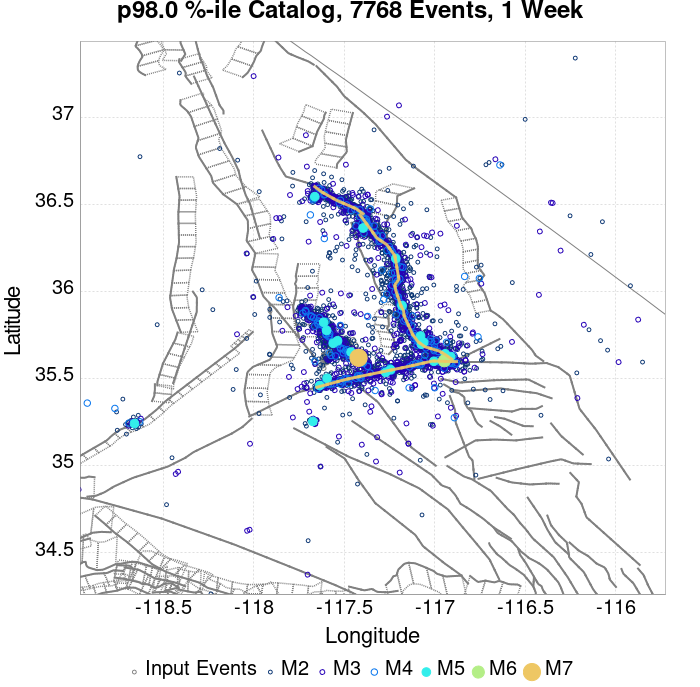 p98.0 %-ile Catalog, 7768 Events, 1 Week
37
36.5
36
35.5
35
34.5
Latitude
-118.5 -118 -117.5 -117 -116.5 -116
Longitude
Input Events M2 M3 M4 M5 M6 M7